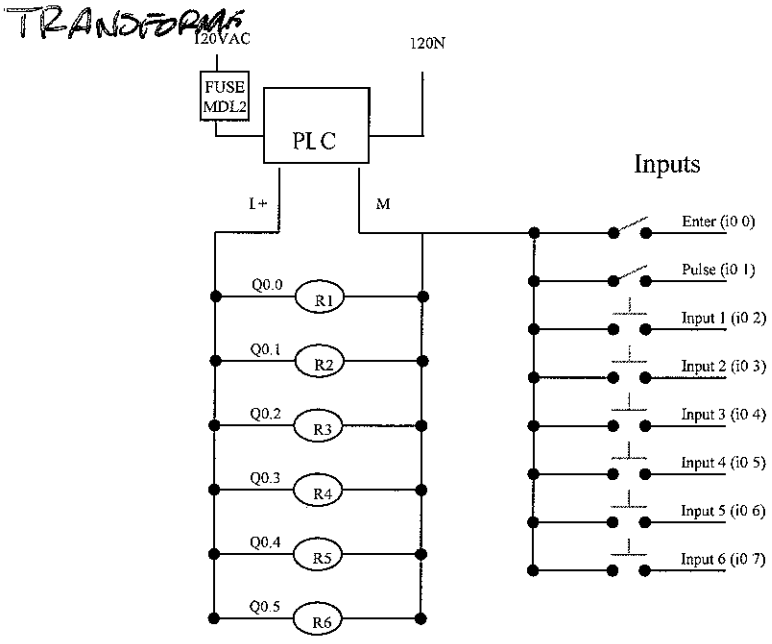 TRANSFORME
120VAC
120N
FUSE
MDL2
PLC
Inputs
L+
M
Enter (i0 0)
Pulse (i0 1)
Input 1 (i0 2)
Input 2 (i0 3)
Input 3 (i0 4)
Input 4 (i0 5)
Input 5 (i0 6)
Input 6 (i0 7)
Q0.0
R1
Q0.1
R2
Q0.2
R3
Q0.3
R4
Q0.4
R5
Q0.5
R6